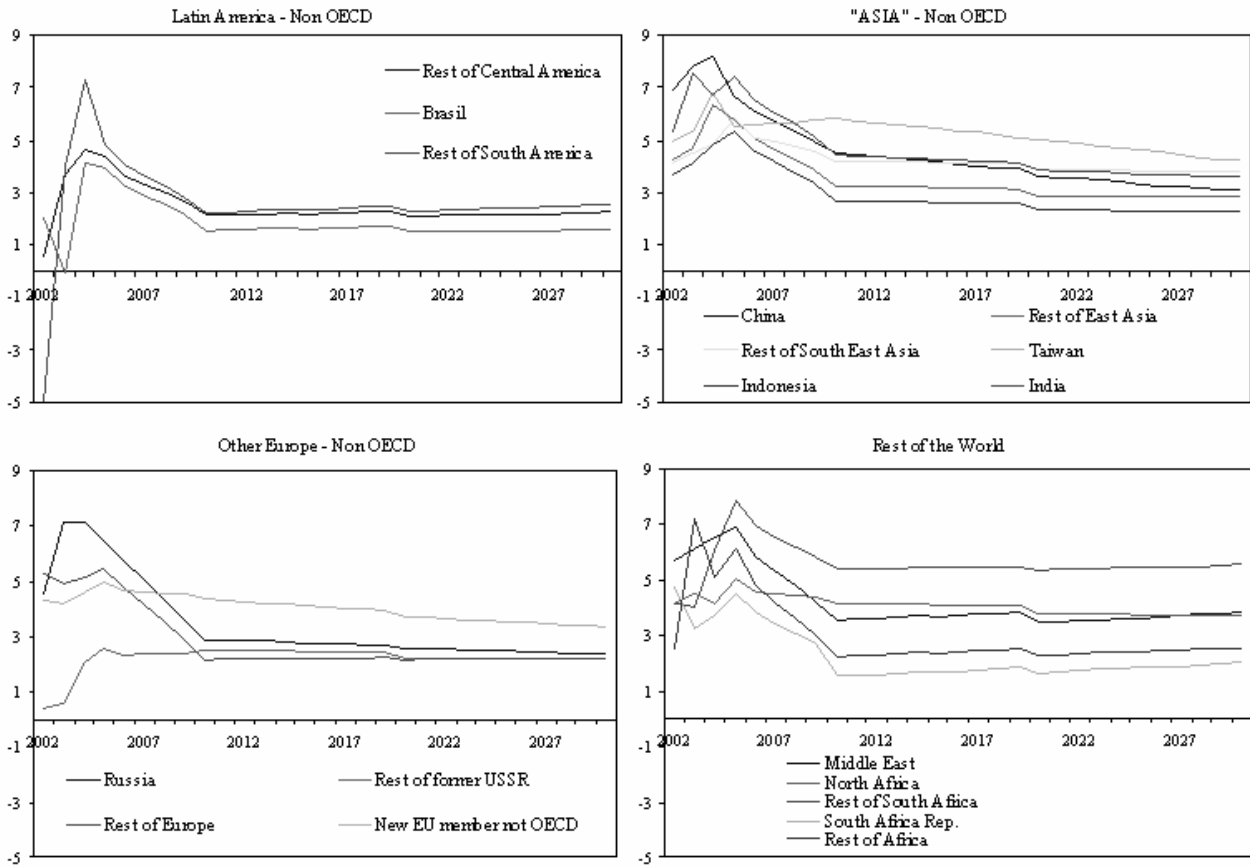 Latin America - Non OECD
9
7
5
3
1
-1
-3
-5
2002 2007 2012 2017 2022 2027
Rest of Central America
Brasil
Rest of South America
"ASIA" - Non OECD
9
7
5
3
1
-1
-3
-5
2002 2007 2012 2017 2022 2027
China Rest of East Asia
Rest of South East Asia Taiwan
Indonesia India
Other Europe - Non OECD
9
7
5
3
1
-1
-3
-5
2002 2007 2012 2017 2022 2027
Russia Rest of former USSR
Rest of Europe New EU member not OECD
Rest of the World
9
7
5
3
1
-1
-3
-5
2002 2007 2012 2017 2022 2027
Middle East
North Africa
Rest of South Africa
South Africa Rep.
Rest of Africa